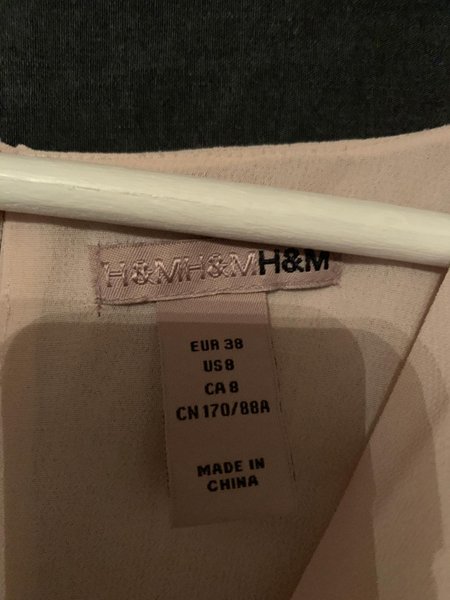 H&MH&MH&M
EUR 38
US 8
CA 8
CN 170/88A
MADE IN
CHINA